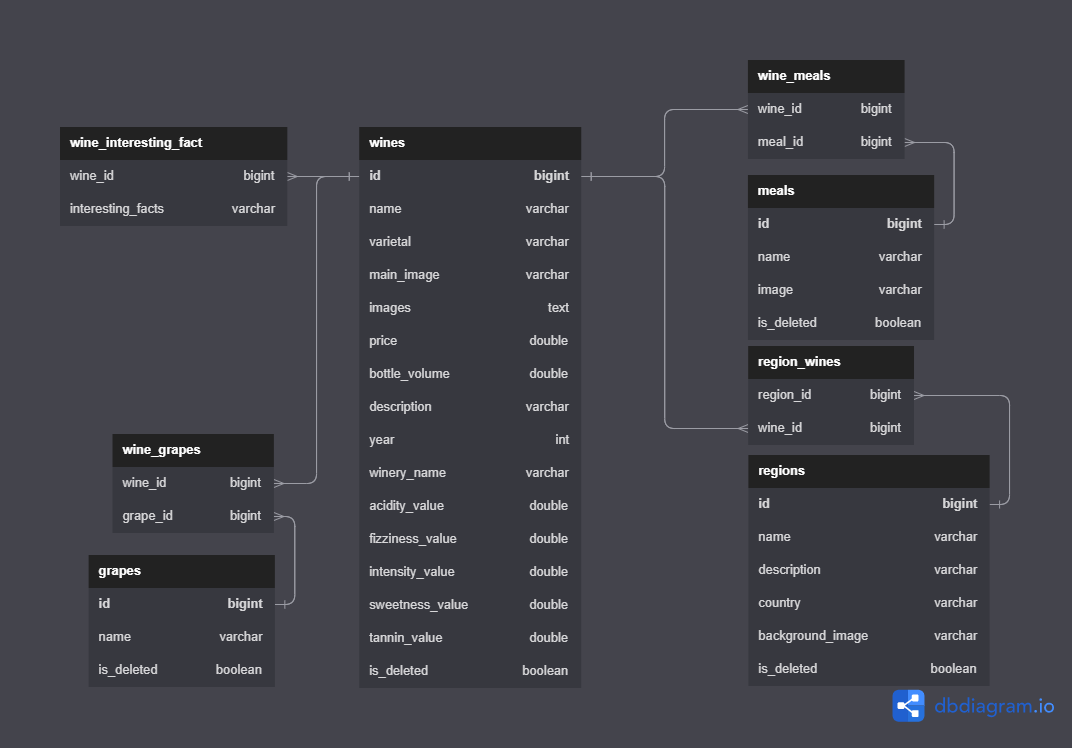 wine_interesting_fact
wine_id bigint
interesting_facts varchar
wine_grapes
wine_id bigint
grape_id bigint
grapes
id bigint
name varchar
is_deleted boolean
wines
id bigint
name varchar
varietal varchar
main_image varchar
images text
price double
bottle_volume double
description varchar
year int
winery_name varchar
acidity_value double
fizziness_value double
intensity_value double
sweetness_value double
tannin_value double
is_deleted boolean
wine_meals
wine_id bigint
meal_id bigint
meals
id bigint
name varchar
image varchar
is_deleted boolean
region_wines
region_id bigint
wine_id bigint
regions
id bigint
name varchar
description varchar
country varchar
background_image varchar
is_deleted boolean
dbdiagram.io